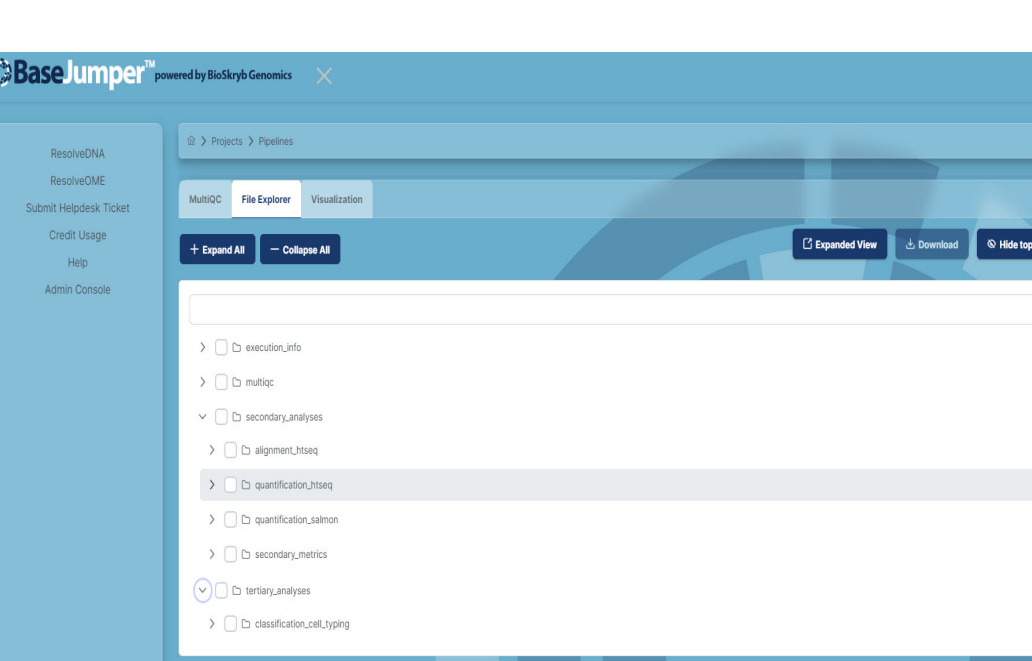 BaseJumper™ powered by BioSkryb Genomics
ResolveDNA
ResolveOME
Submit Helpdesk Ticket
Credit Usage
Help
Admin Console
Projects > Pipelines
MultiQC File Explorer Visualization
+ Expand All − Collapse All
Expanded View Download Hide top
execution_info
multiqc
secondary_analyses
alignment_htseq
quantification_htseq
quantification_salmon
secondary_metrics
tertiary_analyses
classification_cell_typing